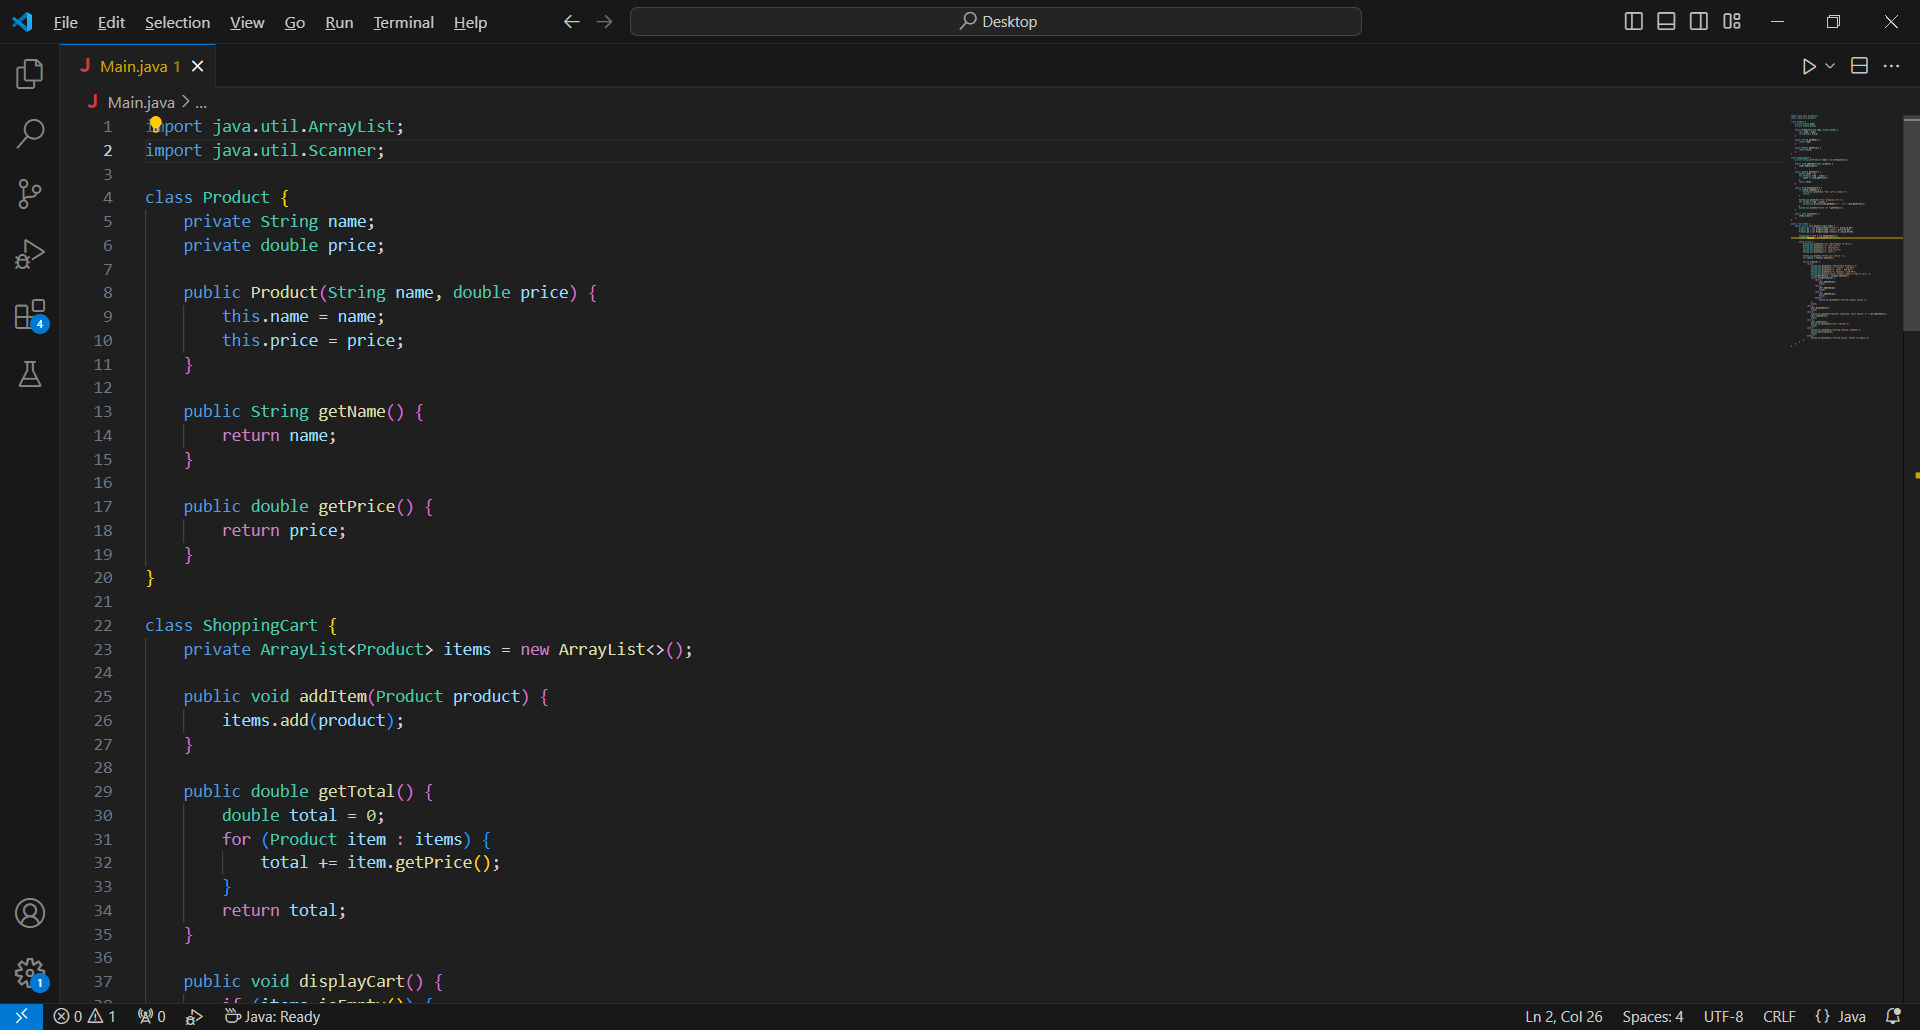 File Edit Selection View Go Run Terminal Help
Desktop
Main.java 1
Main.java > ...
1 import java.util.ArrayList;
2 import java.util.Scanner;
3
4 class Product {
5 private String name;
6 private double price;
7
8 public Product(String name, double price) {
9 this.name = name;
10 this.price = price;
11 }
12
13 public String getName() {
14 return name;
15 }
16
17 public double getPrice() {
18 return price;
19 }
20 }
21
22 class ShoppingCart {
23 private ArrayList<Product> items = new ArrayList<>();
24
25 public void addItem(Product product) {
26 items.add(product);
27 }
28
29 public double getTotal() {
30 double total = 0;
31 for (Product item : items) {
32 total += item.getPrice();
33 }
34 return total;
35 }
36
37 public void displayCart() {
38 if (items.isEmpty()) {
4
1
0 1 0 Java: Ready Ln 2, Col 26 Spaces: 4 UTF-8 CRLF {} Java